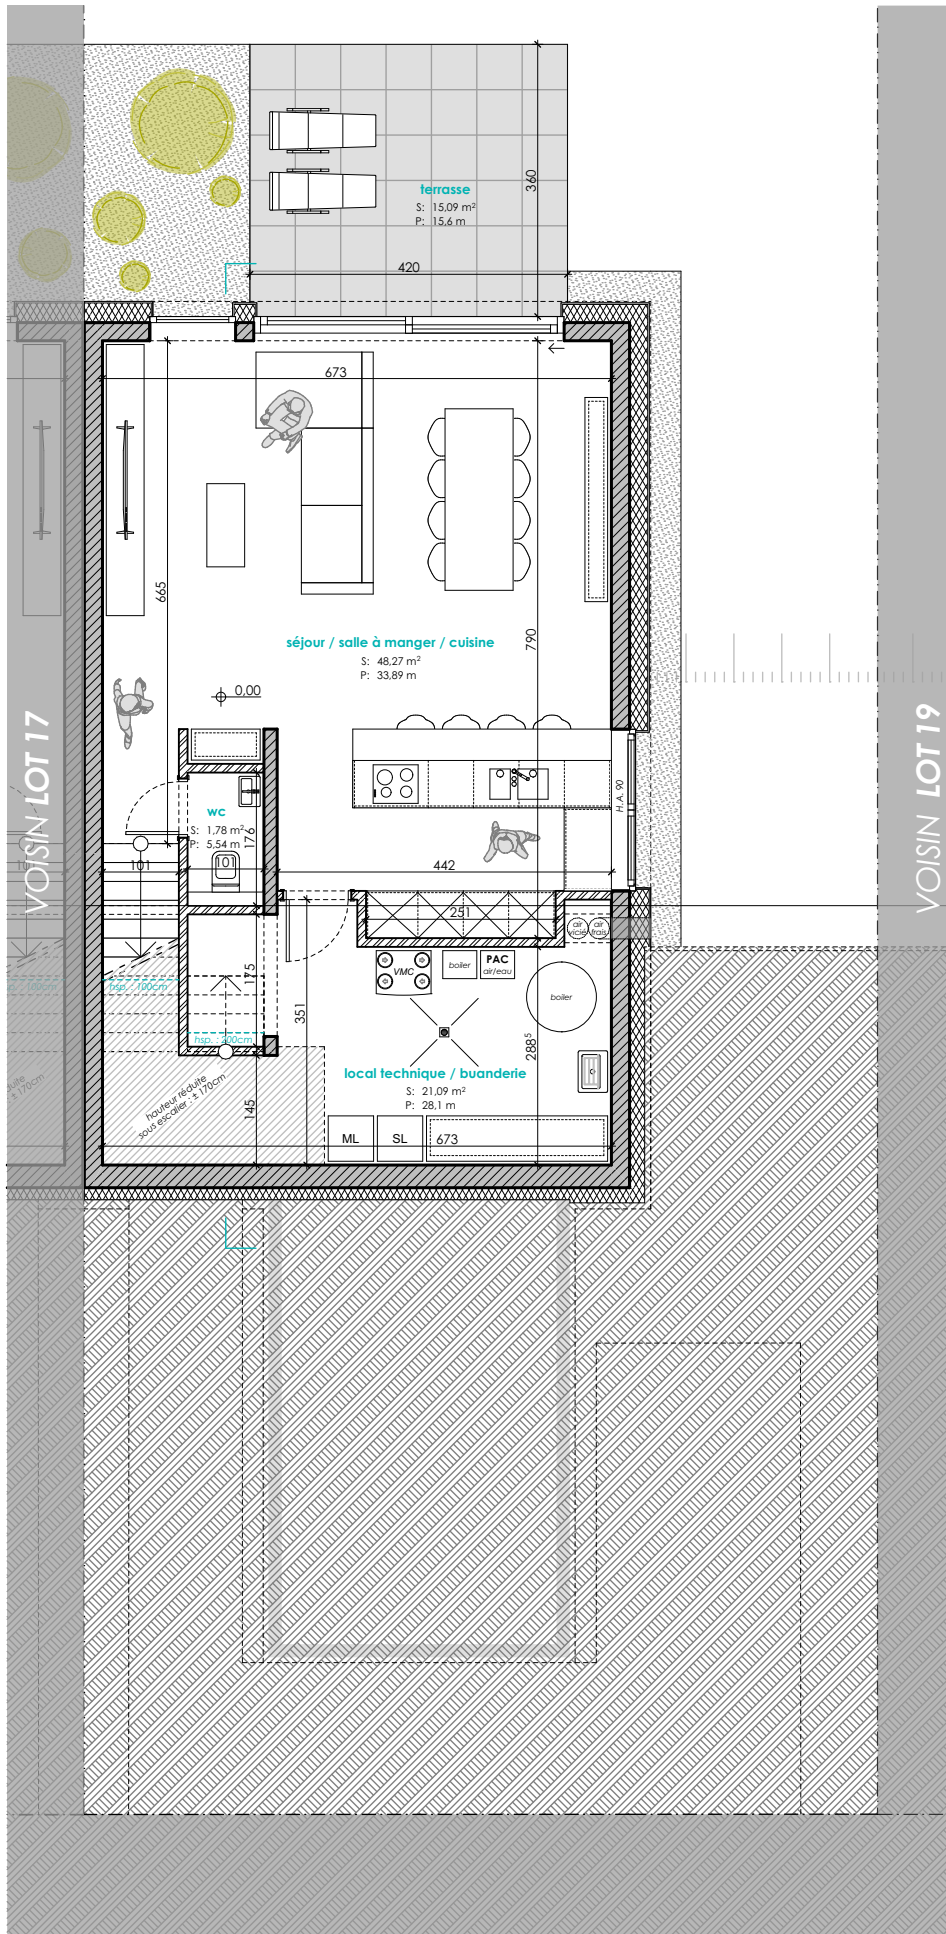 360
terrasse
S: 15,09 m²
P: 15,6 m
420
673
665
790
séjour / salle à manger / cuisine
S: 48,27 m²
P: 33,89 m
0,00
VOISIN LOT 17
VOISIN LOT 19
H.A. 90
wc
S: 1,78 m²
P: 5,54 m
176
101
101
442
251
air vicié
air frais
VMC
boiler
PAC
air/eau
boiler
hsp. : 100cm
175
351
288⁵
hsp. : 200cm
local technique / buanderie
S: 21,09 m²
P: 28,1 m
hauteur réduite
sous escalier : ± 170cm
145
ML
SL
673